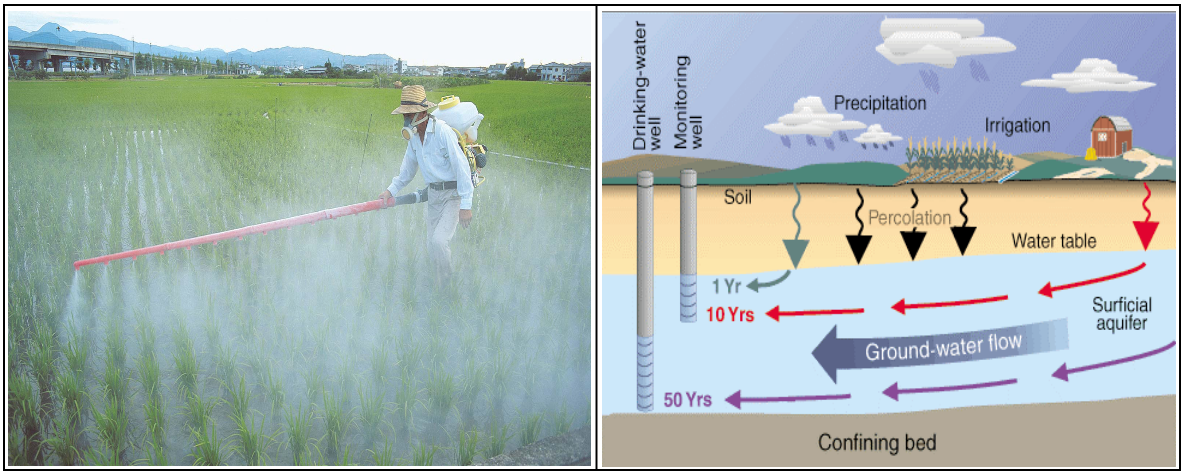 Drinking-water
well
Monitoring
well
Precipitation
Irrigation
Soil
Percolation
Water table
1 Yr
10 Yrs
Surficial
aquifer
Ground-water flow
50 Yrs
Confining bed